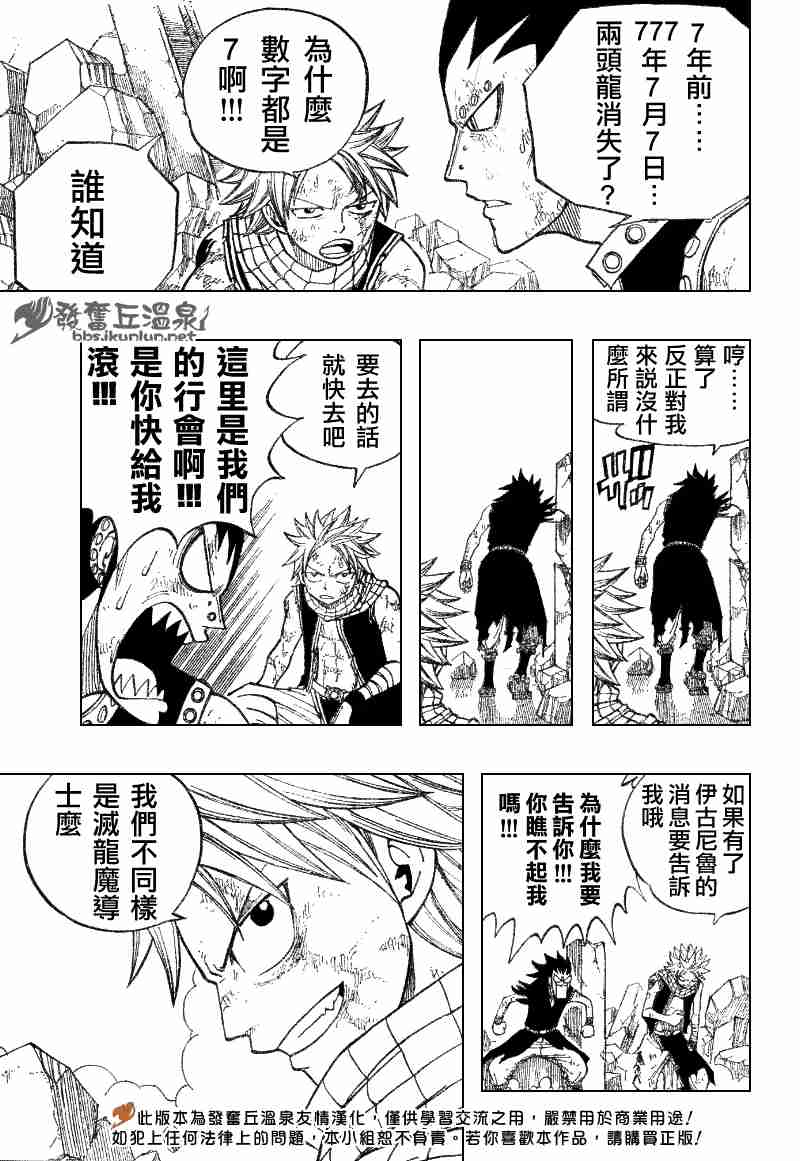 7年前……
777年7月7日…
兩頭龍消失了？
為什麼
數字都是
7啊!!!
誰知道
發奮丘溫泉
bbs.ikunlun.net
哼……
算了
反正對我
來說沒什
麼所謂
要去的話
就快去吧
這里是我們
的行會啊!!!
是你快給我
滾!!!
如果有了
伊古尼魯的
消息要告訴
我哦
為什麼我要
告訴你!!!
你瞧不起我
嗎!!!
我們不同樣
是滅龍魔導
士麼
此版本為發奮丘溫泉友情漢化，僅供學習交流之用，嚴禁用於商業用途!
如犯上任何法律上的問題，本小組恕不負責。若你喜歡本作品，請購買正版!